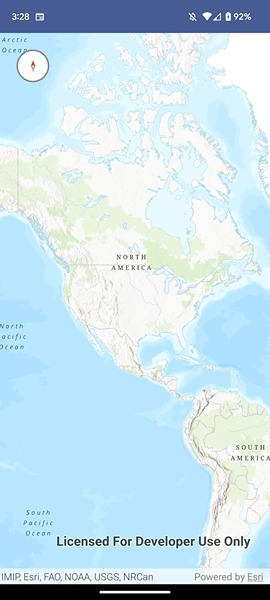 3:28
92%
Arctic
Ocean
NORTH
AMERICA
North
Pacific
Ocean
SOUTH
AMERICA
South
Pacific
Ocean
Licensed For Developer Use Only
IMIP, Esri, FAO, NOAA, USGS, NRCan
Powered by Esri